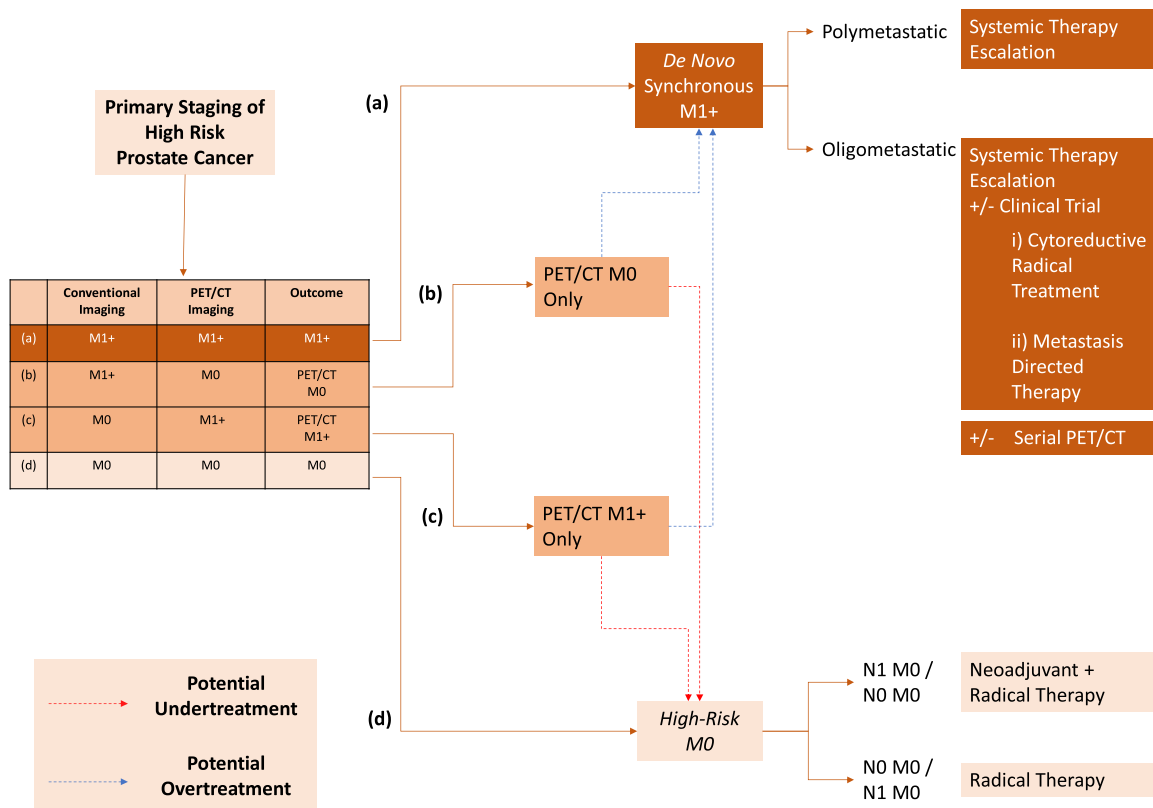 Primary Staging of
High Risk
Prostate Cancer
Conventional Imaging
PET/CT Imaging
Outcome
(a) M1+ M1+ M1+
(b) M1+ M0 PET/CT M0
(c) M0 M1+ PET/CT M1+
(d) M0 M0 M0
(a)
De Novo
Synchronous
M1+
Polymetastatic
Systemic Therapy
Escalation
Oligometastatic
Systemic Therapy
Escalation
+/- Clinical Trial
i) Cytoreductive
Radical
Treatment
ii) Metastasis
Directed
Therapy
+/- Serial PET/CT
(b)
PET/CT M0
Only
(c)
PET/CT M1+
Only
(d)
High-Risk
M0
N1 M0 /
N0 M0
Neoadjuvant +
Radical Therapy
N0 M0 /
N1 M0
Radical Therapy
Potential
Undertreatment
Potential
Overtreatment